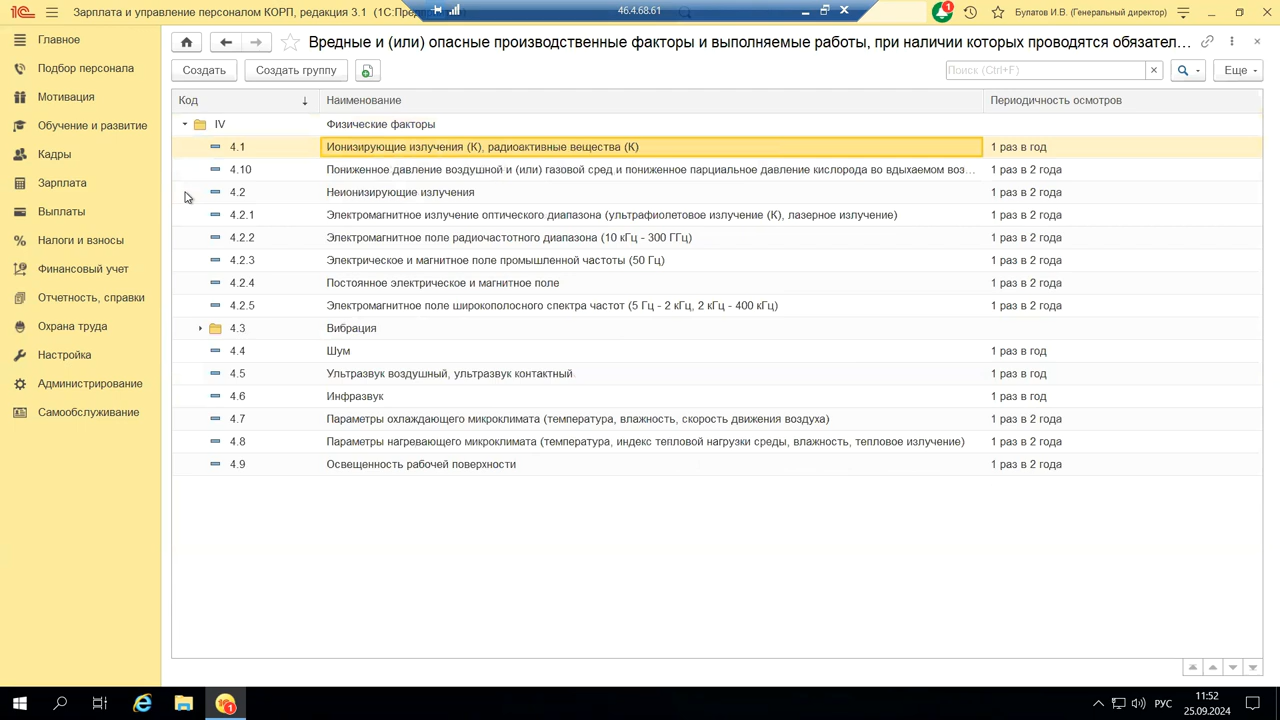 Зарплата и управление персоналом КОРП, редакция 3.1 (1С:Пред
46.4.68.61
1
Булатов И.В. (Генеральный директор)
Главное
Подбор персонала
Мотивация
Обучение и развитие
Кадры
Зарплата
Выплаты
Налоги и взносы
Финансовый учет
Отчетность, справки
Охрана труда
Настройка
Администрирование
Самообслуживание
Вредные и (или) опасные производственные факторы и выполняемые работы, при наличии которых проводятся обязател...
Создать
Создать группу
Поиск (Ctrl+F)
Еще
Код Наименование Периодичность осмотров
IV Физические факторы
4.1 Ионизирующие излучения (К), радиоактивные вещества (К) 1 раз в год
4.10 Пониженное давление воздушной и (или) газовой сред и пониженное парциальное давление кислорода во вдыхаемом воз... 1 раз в 2 года
4.2 Неионизирующие излучения 1 раз в 2 года
4.2.1 Электромагнитное излучение оптического диапазона (ультрафиолетовое излучение (К), лазерное излучение) 1 раз в 2 года
4.2.2 Электромагнитное поле радиочастотного диапазона (10 кГц - 300 ГГц) 1 раз в 2 года
4.2.3 Электрическое и магнитное поле промышленной частоты (50 Гц) 1 раз в 2 года
4.2.4 Постоянное электрическое и магнитное поле 1 раз в 2 года
4.2.5 Электромагнитное поле широкополосного спектра частот (5 Гц - 2 кГц, 2 кГц - 400 кГц) 1 раз в 2 года
4.3 Вибрация
4.4 Шум 1 раз в год
4.5 Ультразвук воздушный, ультразвук контактный 1 раз в год
4.6 Инфразвук 1 раз в год
4.7 Параметры охлаждающего микроклимата (температура, влажность, скорость движения воздуха) 1 раз в 2 года
4.8 Параметры нагревающего микроклимата (температура, индекс тепловой нагрузки среды, влажность, тепловое излучение) 1 раз в 2 года
4.9 Освещенность рабочей поверхности 1 раз в 2 года
1
РУС
11:52
25.09.2024